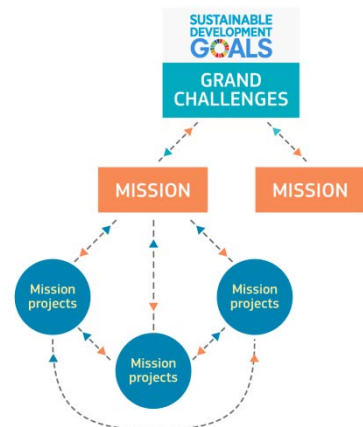 SUSTAINABLE
DEVELOPMENT
GOALS
GRAND
CHALLENGES
MISSION
MISSION
Mission
projects
Mission
projects
Mission
projects